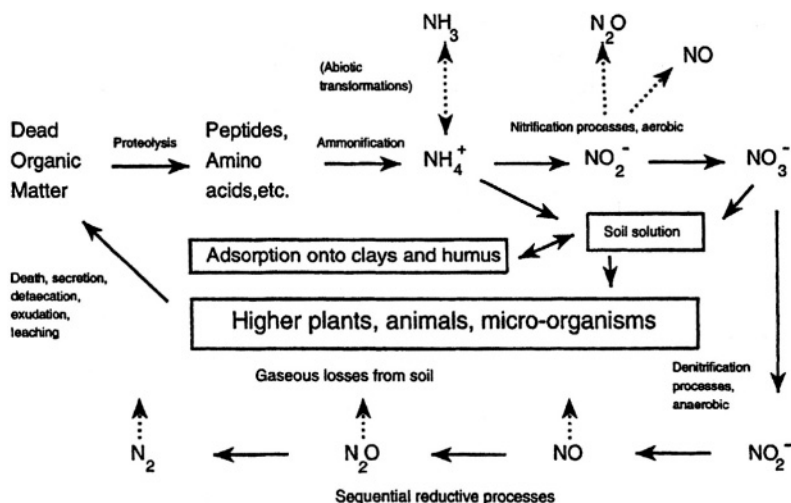 NH₃
N₂O
NO
(Abiotic
transformations)
Dead
Organic
Matter
Proteolysis
Peptides,
Amino
acids,etc.
Ammonification
NH₄⁺
Nitrification processes, aerobic
NO₂⁻
NO₃⁻
Soil solution
Adsorption onto clays and humus
Death, secretion,
defaecation,
exudation,
leaching
Higher plants, animals, micro-organisms
Gaseous losses from soil
Denitrification
processes,
anaerobic
N₂
N₂O
NO
NO₂⁻
Sequential reductive processes